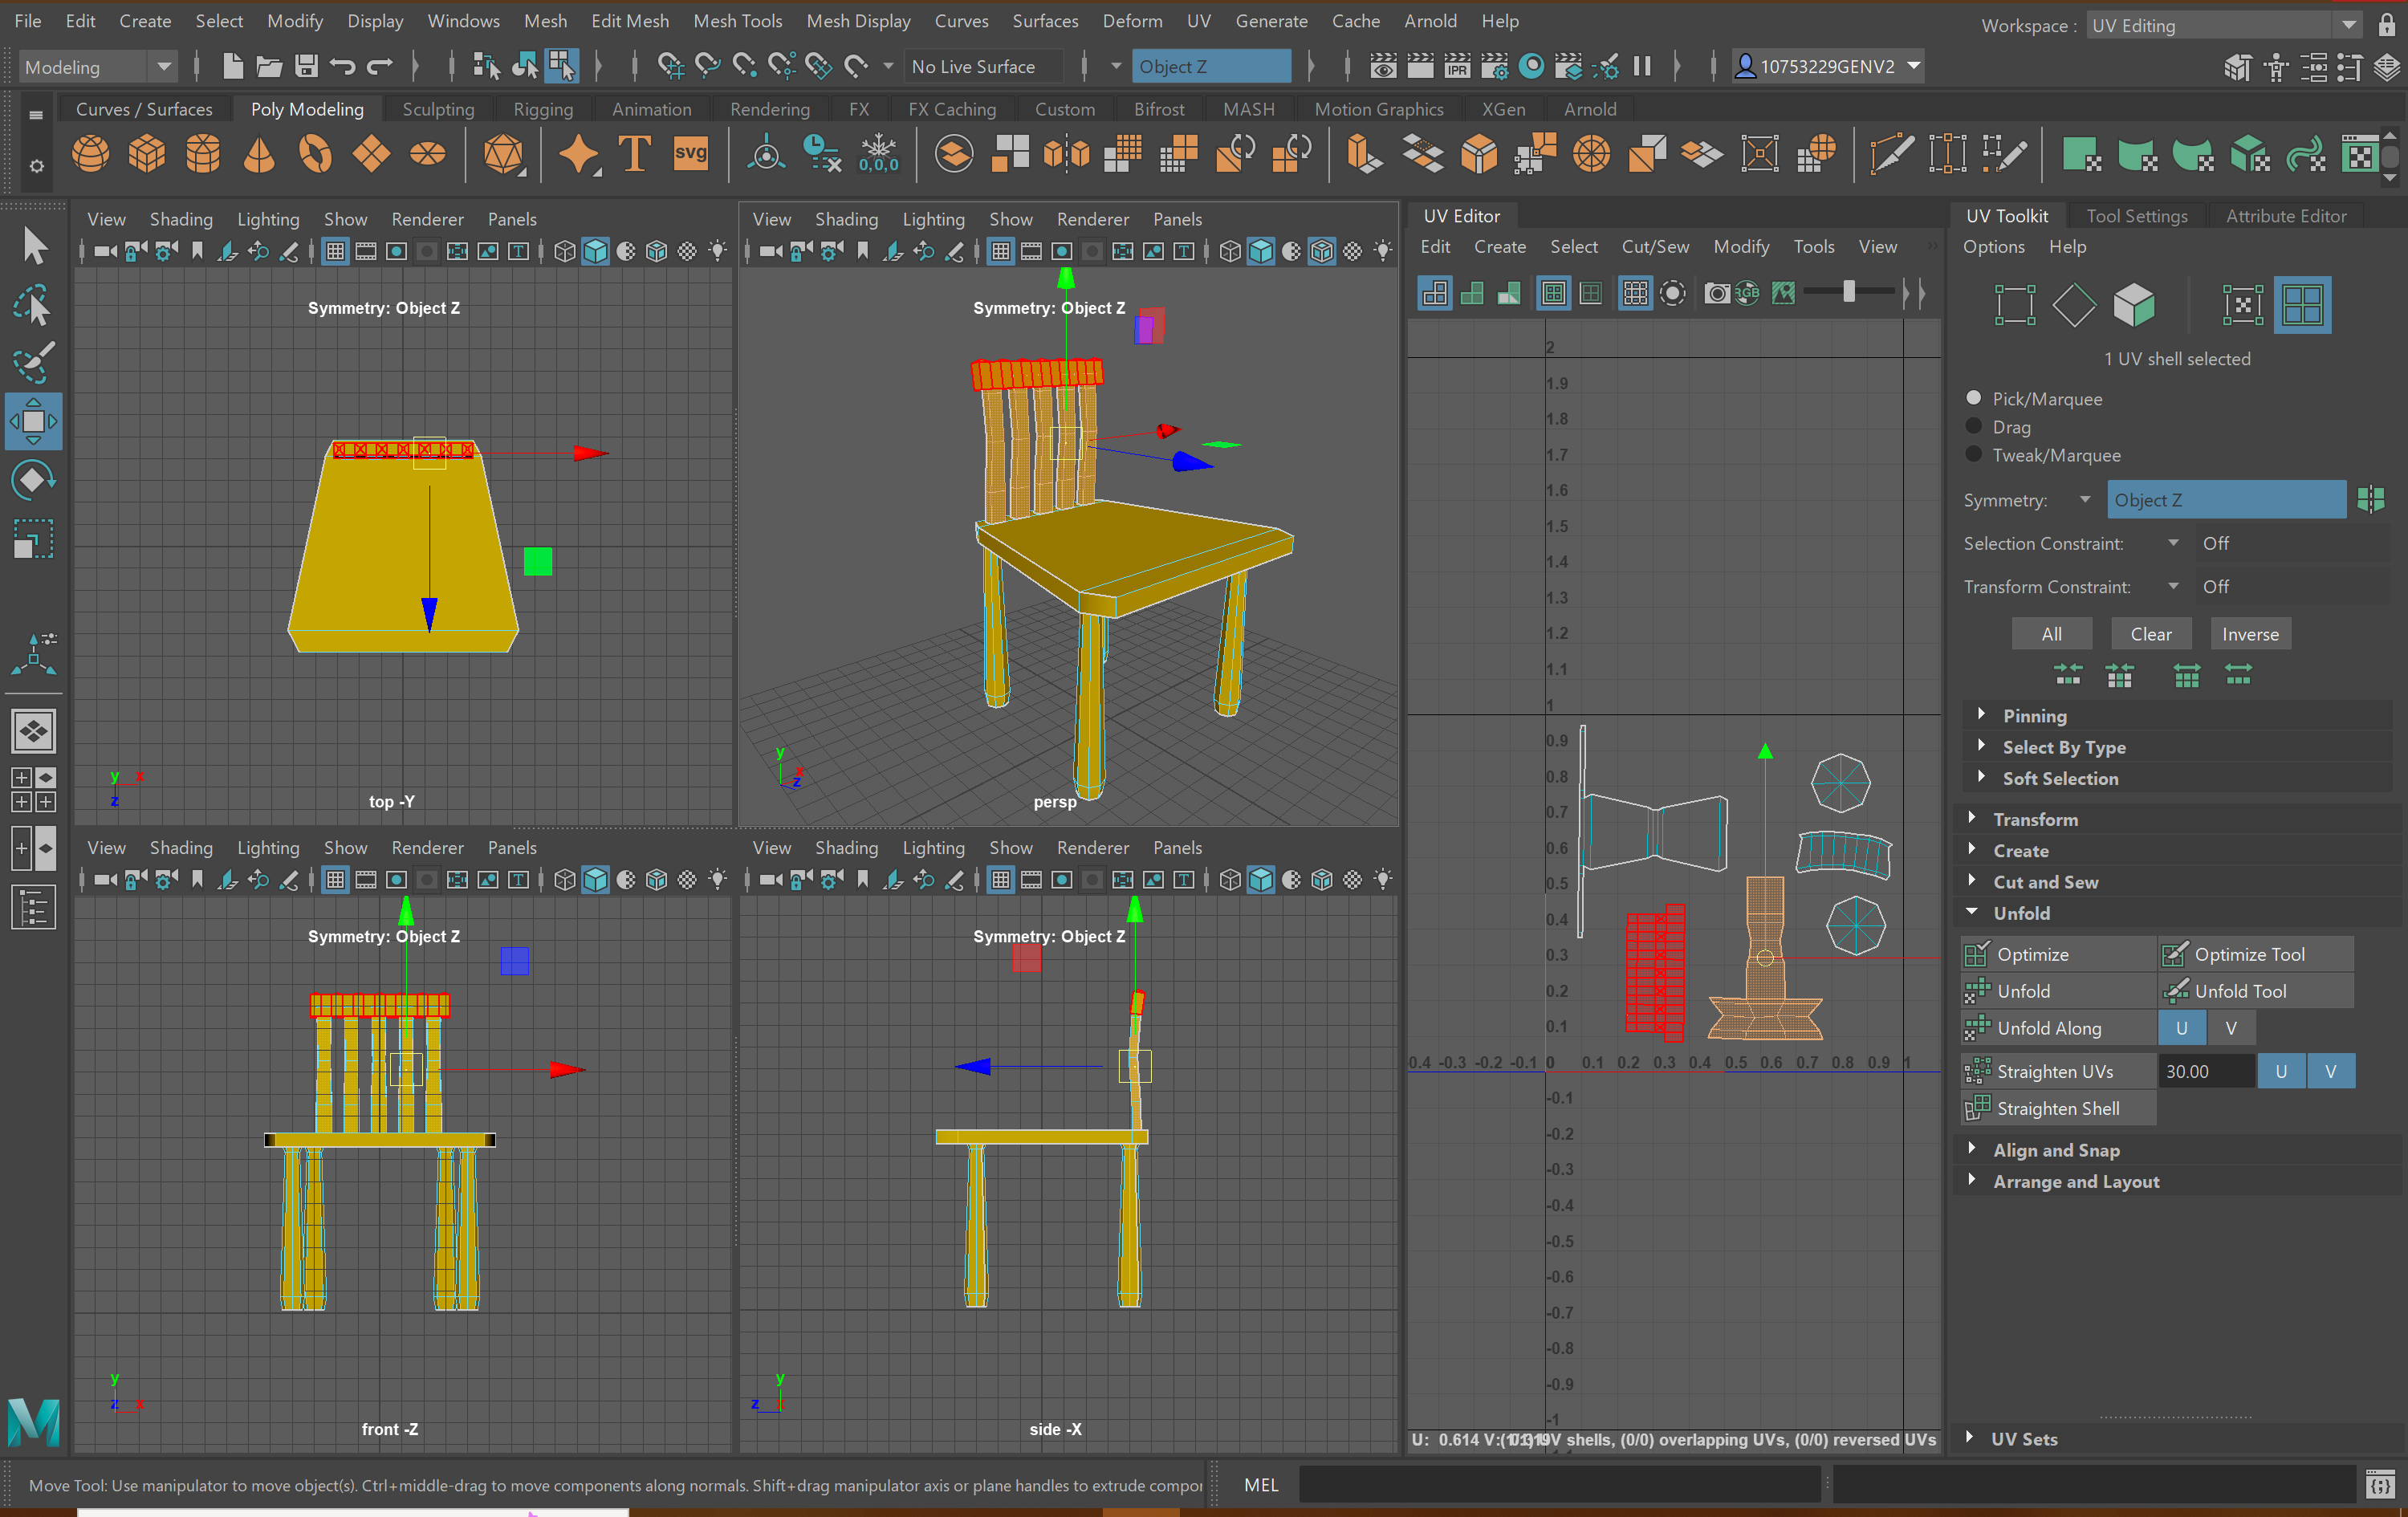 File Edit Create Select Modify Display Windows Mesh Edit Mesh Mesh Tools Mesh Display Curves Surfaces Deform UV Generate Cache Arnold Help
Workspace : UV Editing
Modeling No Live Surface Object Z IPR 10753229GENV2
Curves / Surfaces Poly Modeling Sculpting Rigging Animation Rendering FX FX Caching Custom Bifrost MASH Motion Graphics XGen Arnold
T svg 0,0,0
View Shading Lighting Show Renderer Panels
Symmetry: Object Z
y x
z
top -Y
View Shading Lighting Show Renderer Panels
Symmetry: Object Z
y
x
z
persp
View Shading Lighting Show Renderer Panels
Symmetry: Object Z
y
z x
front -Z
View Shading Lighting Show Renderer Panels
Symmetry: Object Z
y
z
side -X
UV Editor
Edit Create Select Cut/Sew Modify Tools View
RGB
2
1.9
1.8
1.7
1.6
1.5
1.4
1.3
1.2
1.1
1
0.9
0.8
0.7
0.6
0.5
0.4
0.3
0.2
0.1
0.4 -0.3 -0.2 -0.1 0 0.1 0.2 0.3 0.4 0.5 0.6 0.7 0.8 0.9 1
-0.1
-0.2
-0.3
-0.4
-0.5
-0.6
-0.7
-0.8
-0.9
-1
U: 0.614 V: UV shells, (0/0) overlapping UVs, (0/0) reversed UVs
UV Toolkit Tool Settings Attribute Editor
Options Help
1 UV shell selected
Pick/Marquee
Drag
Tweak/Marquee
Symmetry: Object Z
Selection Constraint: Off
Transform Constraint: Off
All Clear Inverse
Pinning
Select By Type
Soft Selection
Transform
Create
Cut and Sew
Unfold
Optimize Optimize Tool
Unfold Unfold Tool
Unfold Along U V
Straighten UVs 30.00 U V
Straighten Shell
Align and Snap
Arrange and Layout
UV Sets
Move Tool: Use manipulator to move object(s). Ctrl+middle-drag to move components along normals. Shift+drag manipulator axis or plane handles to extrude compo
MEL